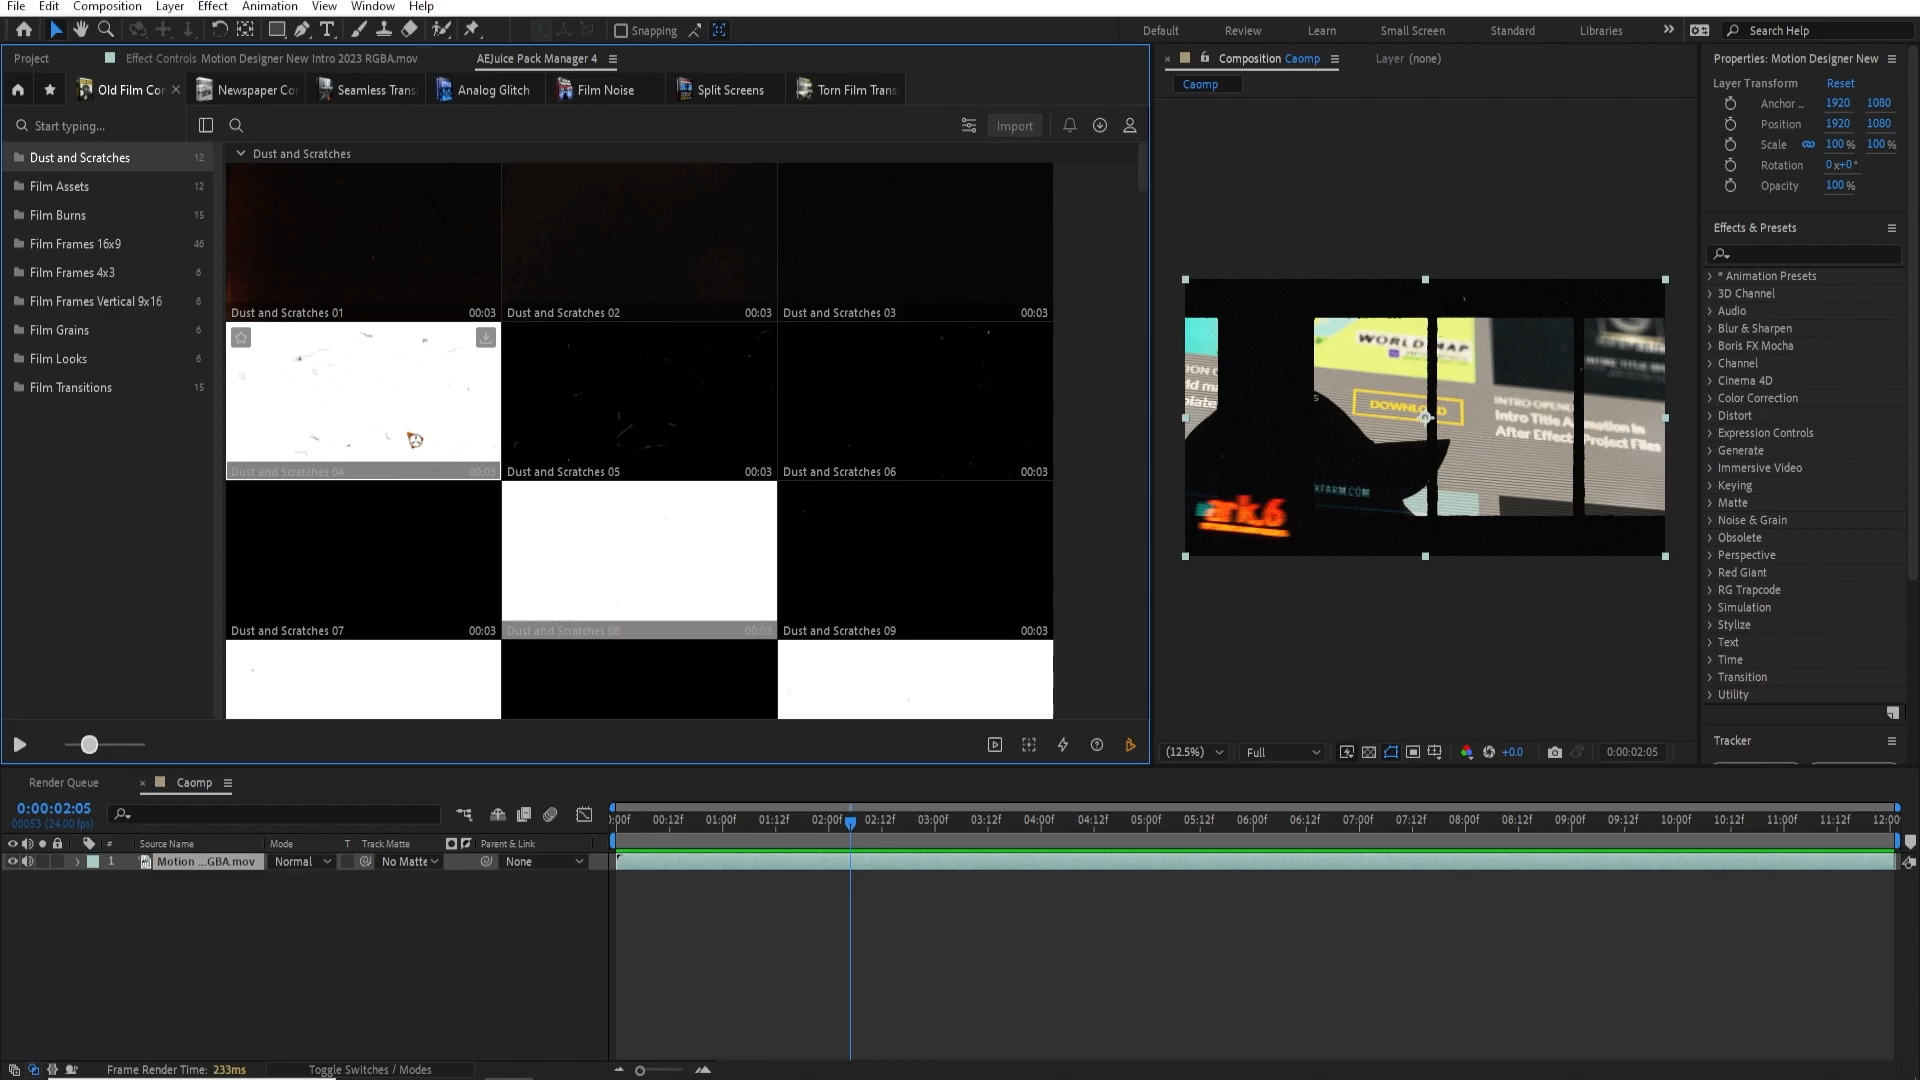 File Edit Composition Layer Effect Animation View Window Help
Snapping
Default Review Learn Small Screen Standard Libraries Search Help
Project Effect Controls Motion Designer New Intro 2023 RGBA.mov AEJuice Pack Manager 4
Old Film Cor Newspaper Co Seamless Trans Analog Glitch Film Noise Split Screens Torn Film Trans
Start typing... Import
Dust and Scratches 12
Film Assets 12
Film Burns 15
Film Frames 16x9 46
Film Frames 4x3 6
Film Frames Vertical 9x16 6
Film Grains 6
Film Looks 6
Film Transitions 15
Dust and Scratches
Dust and Scratches 01 00:03 Dust and Scratches 02 00:03 Dust and Scratches 03 00:03
Dust and Scratches 04 00:03 Dust and Scratches 05 00:03 Dust and Scratches 06 00:03
Dust and Scratches 07 00:03 Dust and Scratches 08 00:03 Dust and Scratches 09 00:03
Composition Caomp Layer (none)
Caomp
WORLD MAP
DOWNLOAD
INTRO OPENER
Intro Title Animation in
After Effects Project Files
XFARM.COM
ark6
(12.5%) Full +0.0 0:00:02:05
Properties: Motion Designer New
Layer Transform Reset
Anchor ... 1920 1080
Position 1920 1080
Scale 100 % 100 %
Rotation 0x+0°
Opacity 100 %
Effects & Presets
* Animation Presets
3D Channel
Audio
Blur & Sharpen
Boris FX Mocha
Channel
Cinema 4D
Color Correction
Distort
Expression Controls
Generate
Immersive Video
Keying
Matte
Noise & Grain
Obsolete
Perspective
Red Giant
RG Trapcode
Simulation
Stylize
Text
Time
Transition
Utility
Tracker
Render Queue Caomp
0:00:02:05
00053 (24.00 fps)
# Source Name Mode T Track Matte Parent & Link
1 Motion ...GBA.mov Normal No Matte None
:00f 00:12f 01:00f 01:12f 02:00f 02:12f 03:00f 03:12f 04:00f 04:12f 05:00f 05:12f 06:00f 06:12f 07:00f 07:12f 08:00f 08:12f 09:00f 09:12f 10:00f 10:12f 11:00f 11:12f 12:00
Frame Render Time: 233ms Toggle Switches / Modes